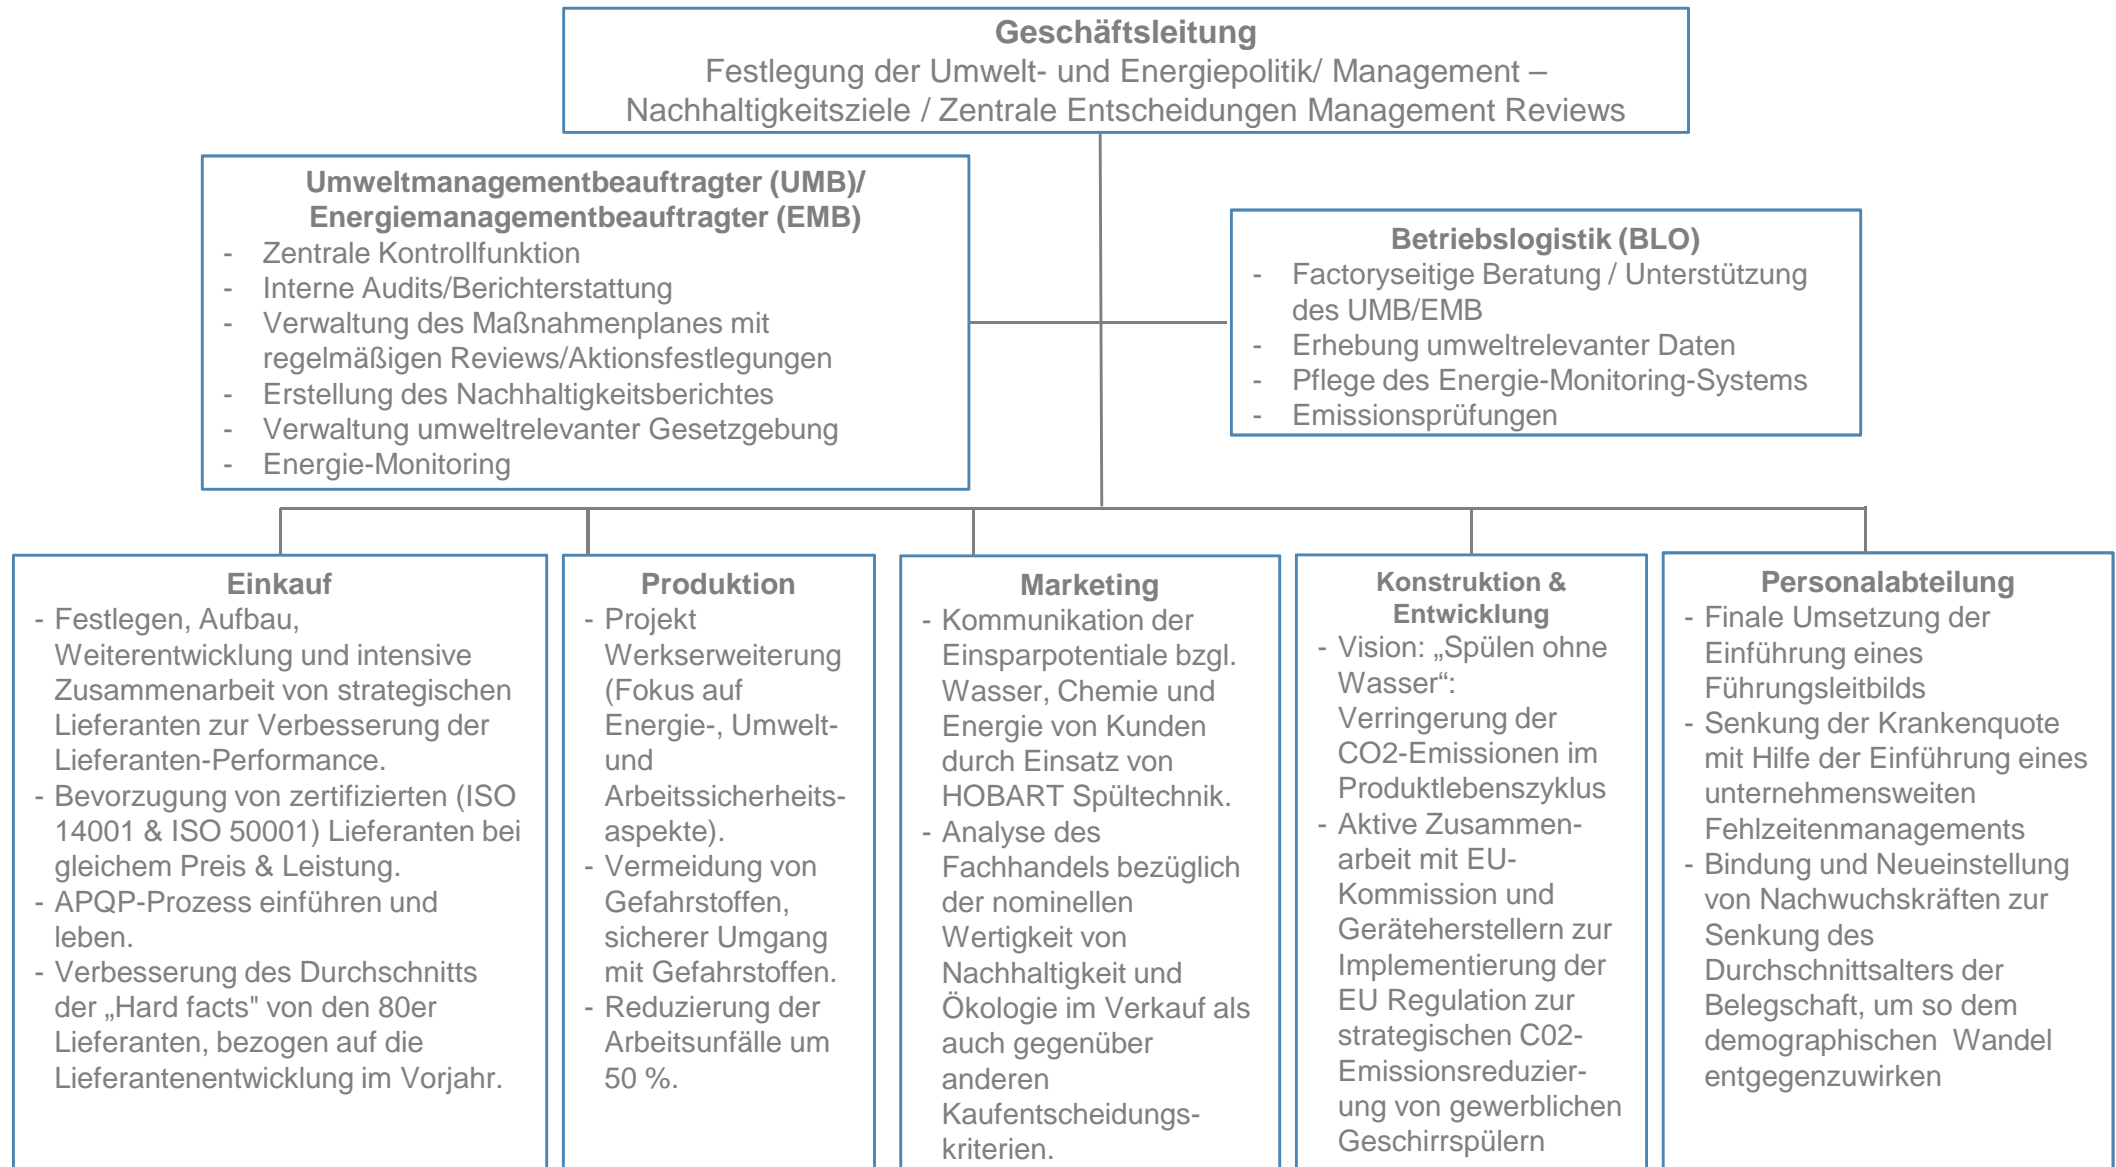 Geschäftsleitung
Festlegung der Umwelt- und Energiepolitik/ Management –
Nachhaltigkeitsziele / Zentrale Entscheidungen Management Reviews
Umweltmanagementbeauftragter (UMB)/
Energiemanagementbeauftragter (EMB)
- Zentrale Kontrollfunktion
- Interne Audits/Berichterstattung
- Verwaltung des Maßnahmenplanes mit
regelmäßigen Reviews/Aktionsfestlegungen
- Erstellung des Nachhaltigkeitsberichtes
- Verwaltung umweltrelevanter Gesetzgebung
- Energie-Monitoring
Betriebslogistik (BLO)
- Factoryseitige Beratung / Unterstützung
des UMB/EMB
- Erhebung umweltrelevanter Daten
- Pflege des Energie-Monitoring-Systems
- Emissionsprüfungen
Einkauf
- Festlegen, Aufbau,
Weiterentwicklung und intensive
Zusammenarbeit von strategischen
Lieferanten zur Verbesserung der
Lieferanten-Performance.
- Bevorzugung von zertifizierten (ISO
14001 & ISO 50001) Lieferanten bei
gleichem Preis & Leistung.
- APQP-Prozess einführen und
leben.
- Verbesserung des Durchschnitts
der „Hard facts" von den 80er
Lieferanten, bezogen auf die
Lieferantenentwicklung im Vorjahr.
Produktion
- Projekt
Werkserweiterung
(Fokus auf
Energie-, Umwelt-
und
Arbeitssicherheits-
aspekte).
- Vermeidung von
Gefahrstoffen,
sicherer Umgang
mit Gefahrstoffen.
- Reduzierung der
Arbeitsunfälle um
50 %.
Marketing
- Kommunikation der
Einsparpotentiale bzgl.
Wasser, Chemie und
Energie von Kunden
durch Einsatz von
HOBART Spültechnik.
- Analyse des
Fachhandels bezüglich
der nominellen
Wertigkeit von
Nachhaltigkeit und
Ökologie im Verkauf als
auch gegenüber
anderen
Kaufentscheidungs-
kriterien.
Konstruktion &
Entwicklung
- Vision: „Spülen ohne
Wasser“:
Verringerung der
CO2-Emissionen im
Produktlebenszyklus
- Aktive Zusammen-
arbeit mit EU-
Kommission und
Geräteherstellern zur
Implementierung der
EU Regulation zur
strategischen C02-
Emissionsreduzier-
ung von gewerblichen
Geschirrspülern
Personalabteilung
- Finale Umsetzung der
Einführung eines
Führungsleitbilds
- Senkung der Krankenquote
mit Hilfe der Einführung eines
unternehmensweiten
Fehlzeitenmanagements
- Bindung und Neueinstellung
von Nachwuchskräften zur
Senkung des
Durchschnittsalters der
Belegschaft, um so dem
demographischen Wandel
entgegenzuwirken